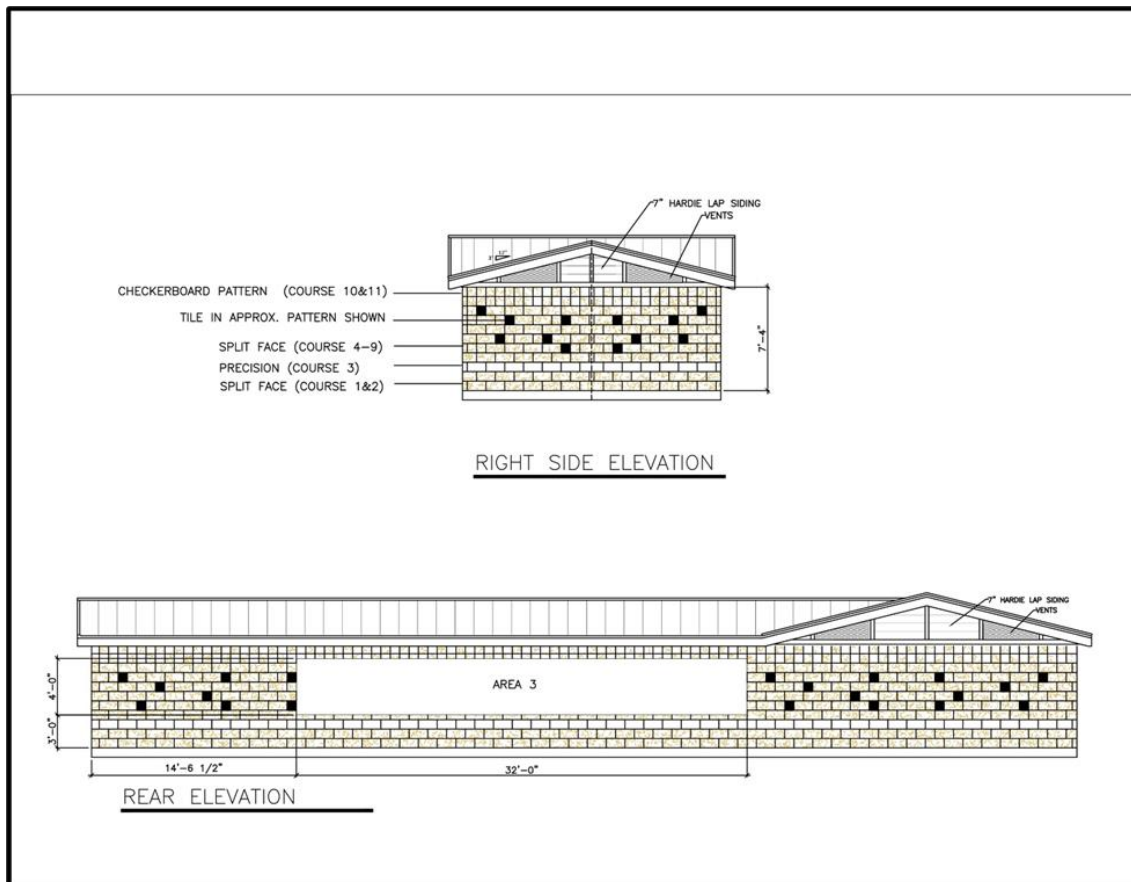 7" HARDIE LAP SIDING
VENTS
12"
CHECKERBOARD PATTERN (COURSE 10&11)
TILE IN APPROX. PATTERN SHOWN
SPLIT FACE (COURSE 4-9)
PRECISION (COURSE 3)
SPLIT FACE (COURSE 1&2)
7'-4"
RIGHT SIDE ELEVATION
7" HARDIE LAP SIDING
VENTS
4'-0"
AREA 3
3'-0"
14'-6 1/2"
32'-0"
REAR ELEVATION